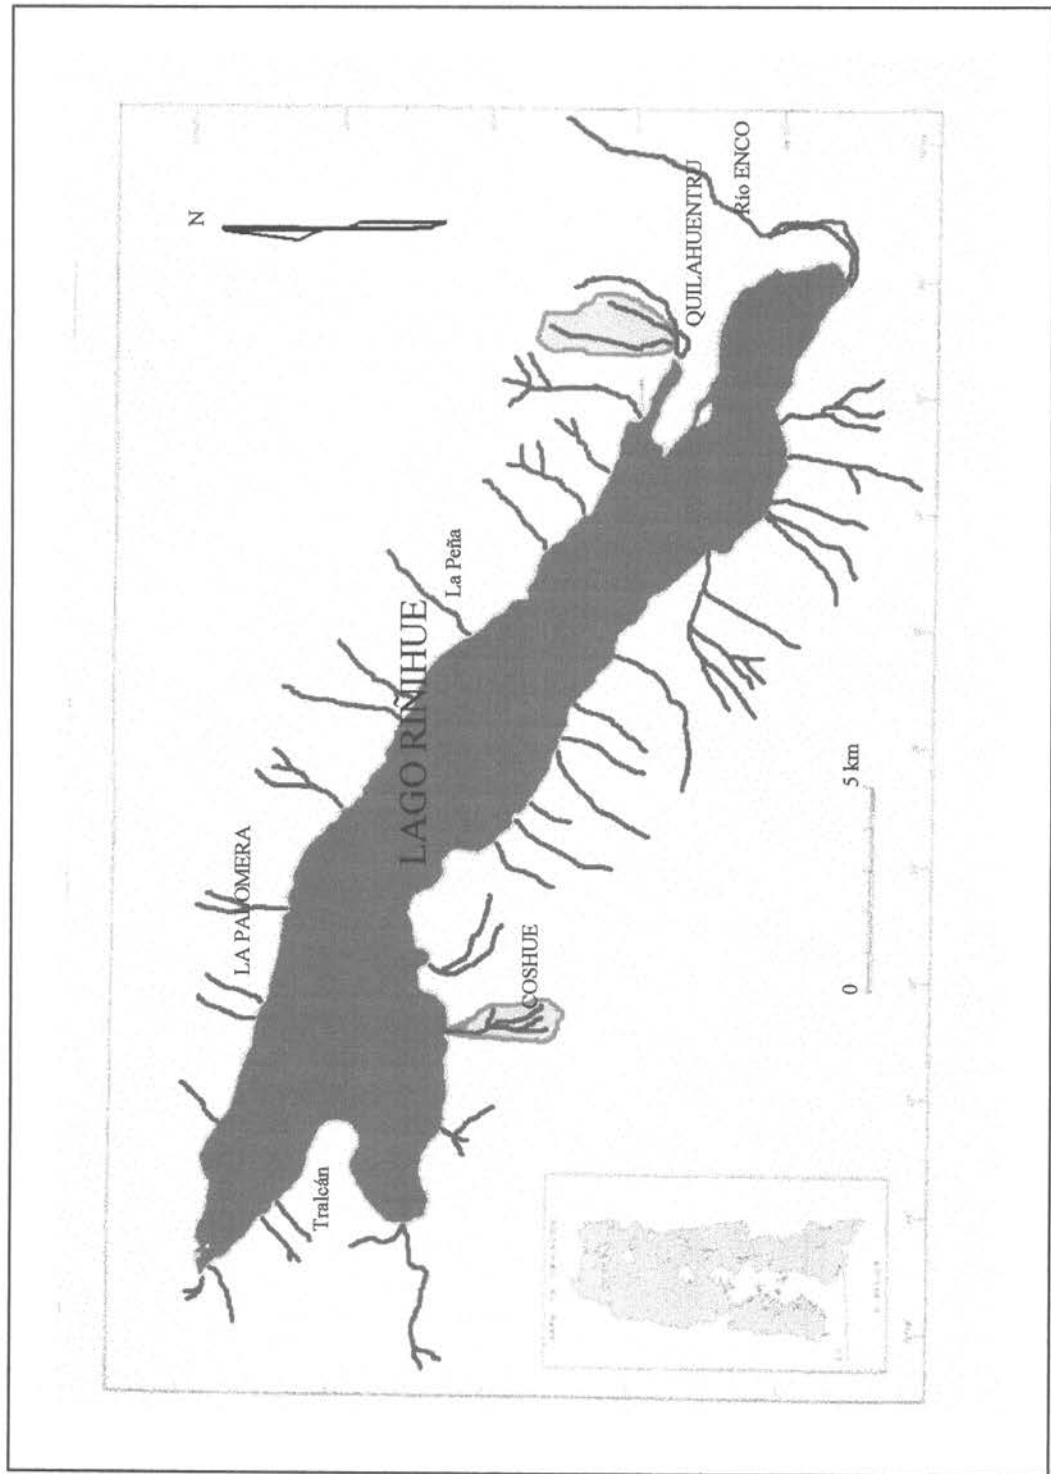 N
Río ENCO
QUILAHUENTRU
La Peña
LAGO RIÑIHUE
LA PALOMERA
COSHUE
Tralcán
0
5 km